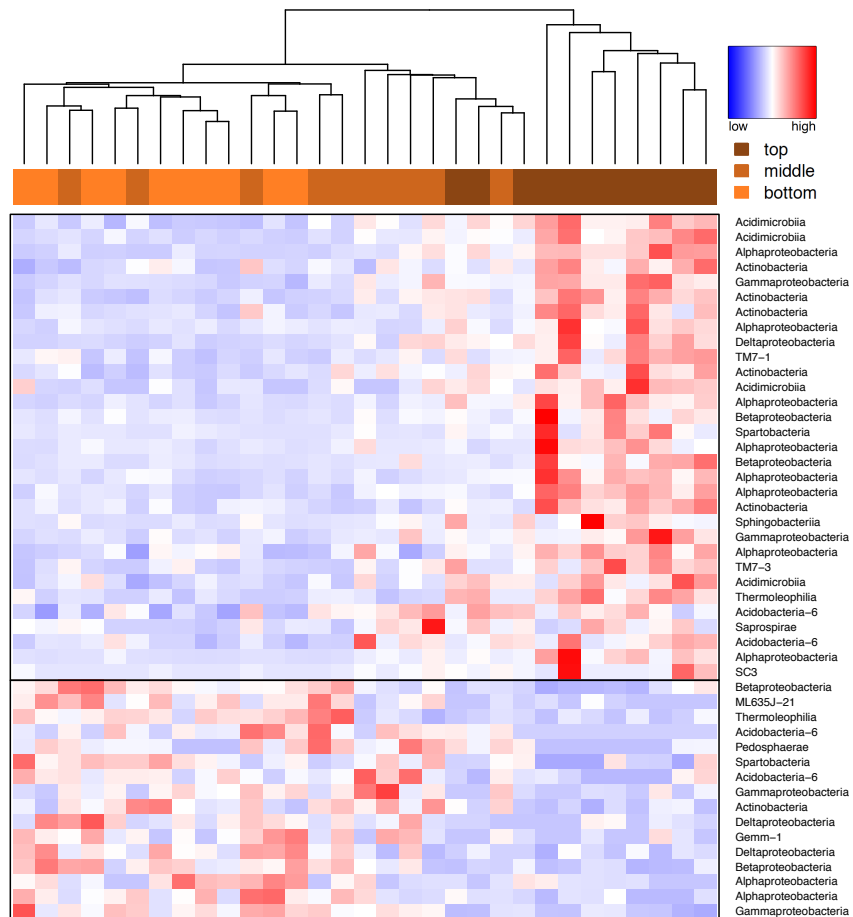 low high
top
middle
bottom
Acidimicrobiia
Acidimicrobiia
Alphaproteobacteria
Actinobacteria
Gammaproteobacteria
Actinobacteria
Actinobacteria
Alphaproteobacteria
Deltaproteobacteria
TM7−1
Actinobacteria
Acidimicrobiia
Alphaproteobacteria
Betaproteobacteria
Spartobacteria
Alphaproteobacteria
Betaproteobacteria
Alphaproteobacteria
Alphaproteobacteria
Actinobacteria
Sphingobacteriia
Gammaproteobacteria
Alphaproteobacteria
TM7−3
Acidimicrobiia
Thermoleophilia
Acidobacteria−6
Saprospirae
Acidobacteria−6
Alphaproteobacteria
SC3
Betaproteobacteria
ML635J−21
Thermoleophilia
Acidobacteria−6
Pedosphaerae
Spartobacteria
Acidobacteria−6
Gammaproteobacteria
Actinobacteria
Deltaproteobacteria
Gemm−1
Deltaproteobacteria
Betaproteobacteria
Alphaproteobacteria
Alphaproteobacteria
Gammaproteobacteria